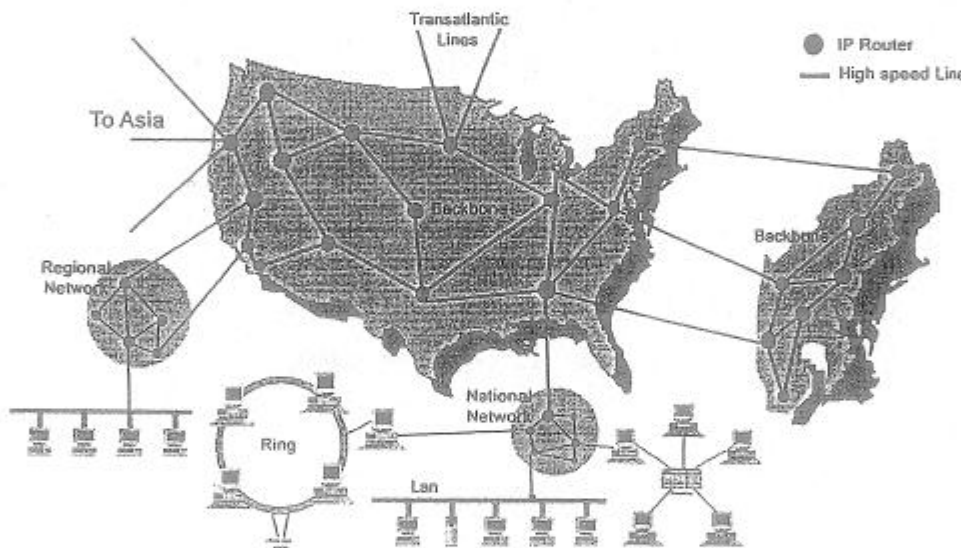 Transatlantic
Lines
IP Router
High speed Line
To Asia
Backbone
Backbone
Regional
Network
National
Network
Ring
Lan